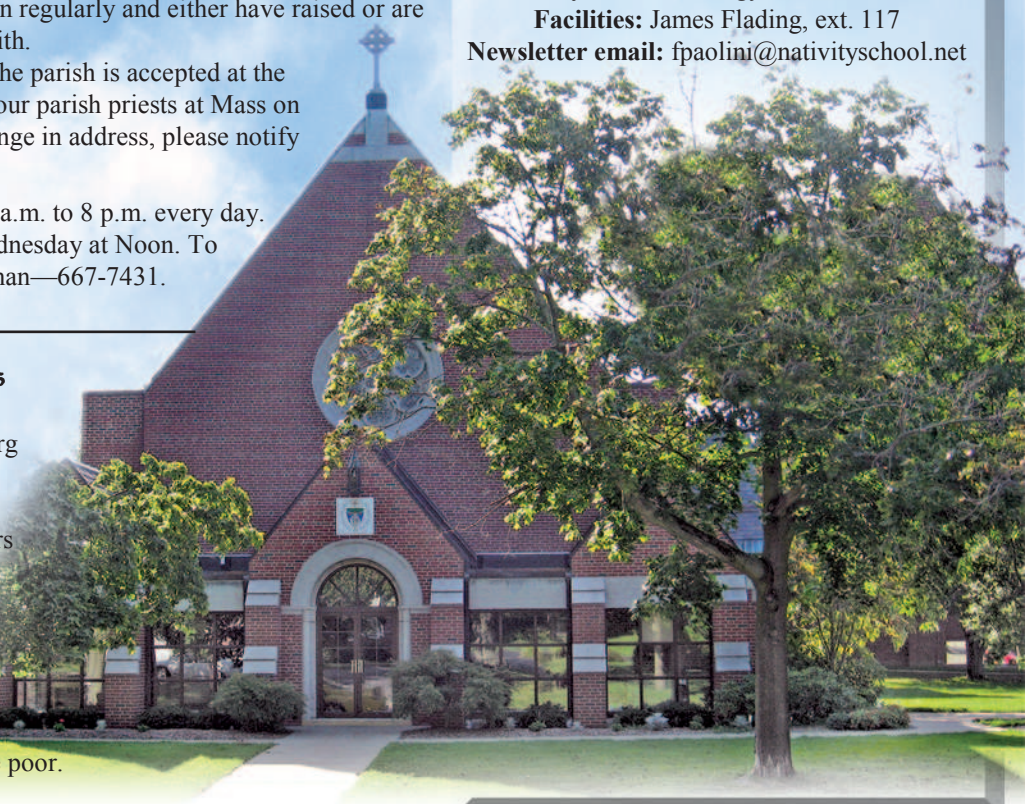 n regularly and either have raised or are
ith.
he parish is accepted at the
our parish priests at Mass on
nge in address, please notify
a.m. to 8 p.m. every day.
dnesday at Noon. To
nan—667-7431.
rg
rs
poor.
Facilities: James Flading, ext. 117
Newsletter email: fpaolini@nativityschool.net